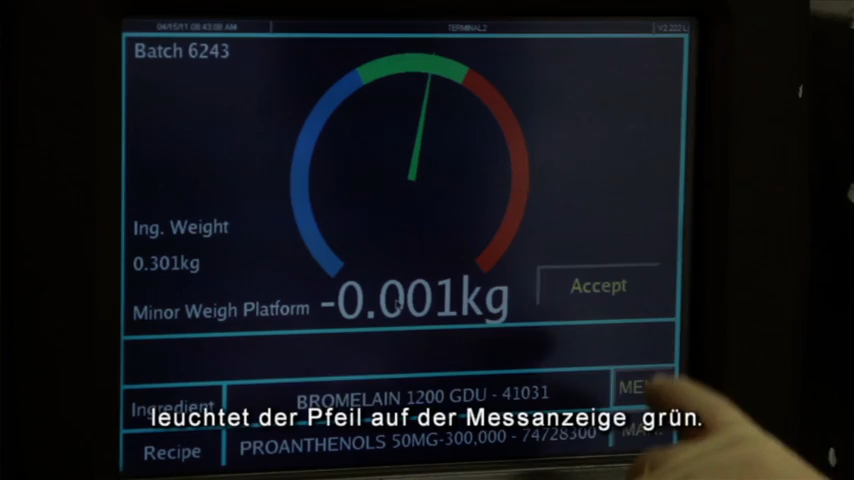 04/15/11 08:43:08 AM
TERMINAL2
V2.222
Batch 6243
Ing. Weight
0.301kg
Minor Weigh Platform -0.001kg
Accept
Ingredient
BROMELAIN 1200 GDU - 41031
leuchtet der Pfeil auf der Messanzeige grün.
Recipe
PROANTHENOLS 50MG-300,000 - 74728300